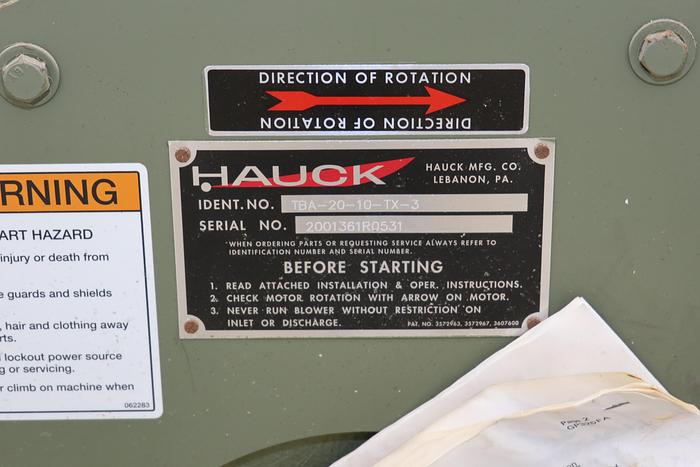 DIRECTION OF ROTATION
DIRECTION OF ROTATION
HAUCK
HAUCK MFG. CO.
LEBANON, PA.
IDENT. NO. TBA-20-10-TX-3
SERIAL NO. 2001361R0531
WHEN ORDERING PARTS OR REQUESTING SERVICE ALWAYS REFER TO
IDENTIFICATION NUMBER AND SERIAL NUMBER.
BEFORE STARTING
1. READ ATTACHED INSTALLATION & OPER. INSTRUCTIONS.
2. CHECK MOTOR ROTATION WITH ARROW ON MOTOR.
3. NEVER RUN BLOWER WITHOUT RESTRICTION ON
INLET OR DISCHARGE.
PAT. NO. 3572963, 3572967, 3607600
RNING
ART HAZARD
injury or death from
e guards and shields
, hair and clothing away
rts.
lockout power source
g or servicing.
r climb on machine when
062283
Page 2